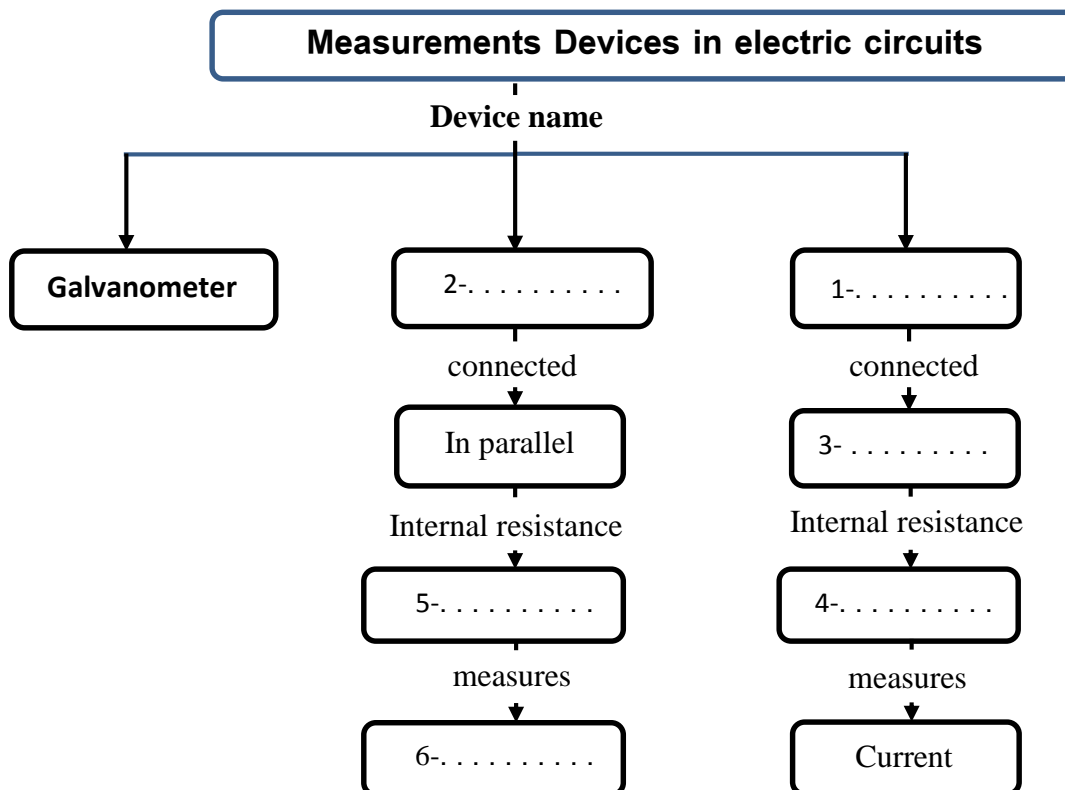 Measurements Devices in electric circuits
Device name
Galvanometer
2-. . . . . . . . . .
1-. . . . . . . . . .
connected
connected
In parallel
3- . . . . . . . . .
Internal resistance
Internal resistance
5-. . . . . . . . . .
4-. . . . . . . . . .
measures
measures
6-. . . . . . . . . .
Current